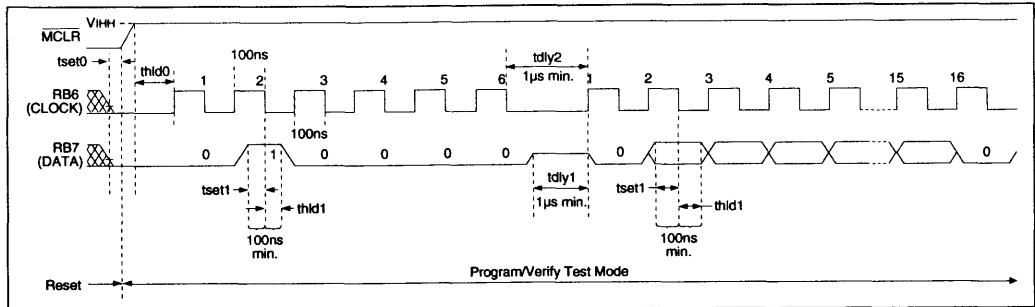 VIHH
MCLR
tset0
thld0
100ns
tdly2
1µs min.
1 2 3 4 5 6 1 2 3 4 5 15 16
RB6
(CLOCK)
100ns
RB7
(DATA)
0 1 0 0 0 0 0 0
tdly1
1µs min.
tset1
thld1
100ns
min.
tset1
thld1
100ns
min.
Reset
Program/Verify Test Mode